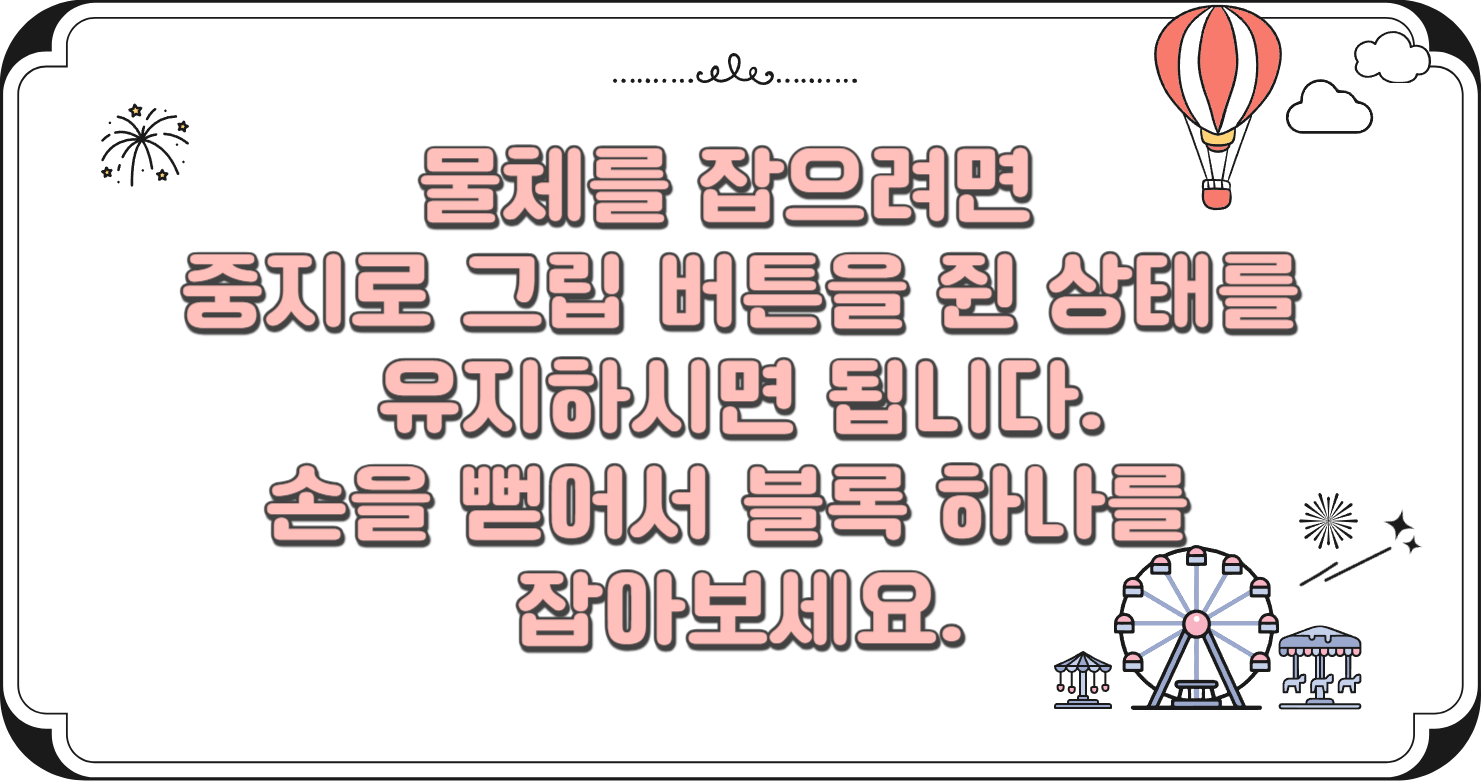 물체를 잡으려면
중지로 그립 버튼을 쥔 상태를
유지하시면 됩니다.
손을 뻗어서 블록 하나를
잡아보세요.